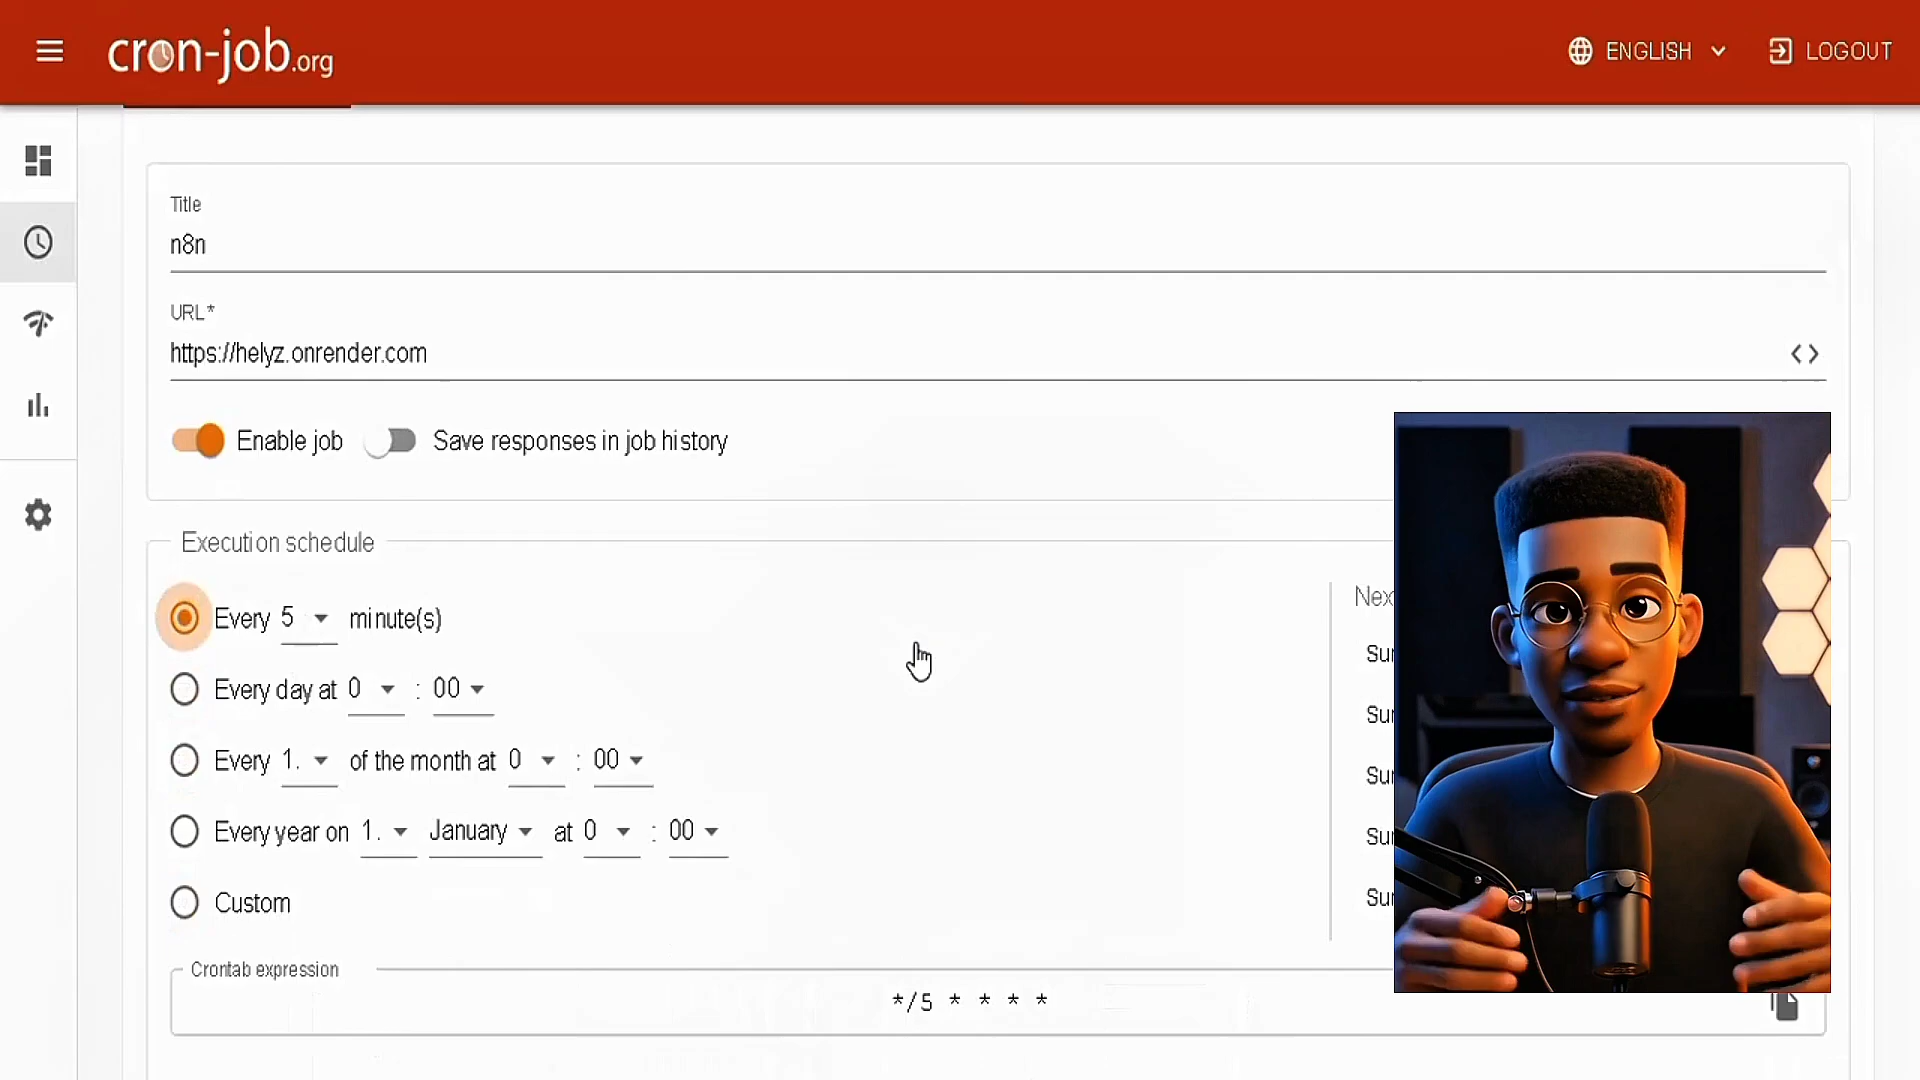 cron-job.org
ENGLISH
LOGOUT
Title
n8n
URL*
https://helyz.onrender.com
Enable job
Save responses in job history
Execution schedule
Every 5 minute(s)
Every day at 0 : 00
Every 1. of the month at 0 : 00
Every year on 1. January at 0 : 00
Custom
Crontab expression
*/5 * * * *